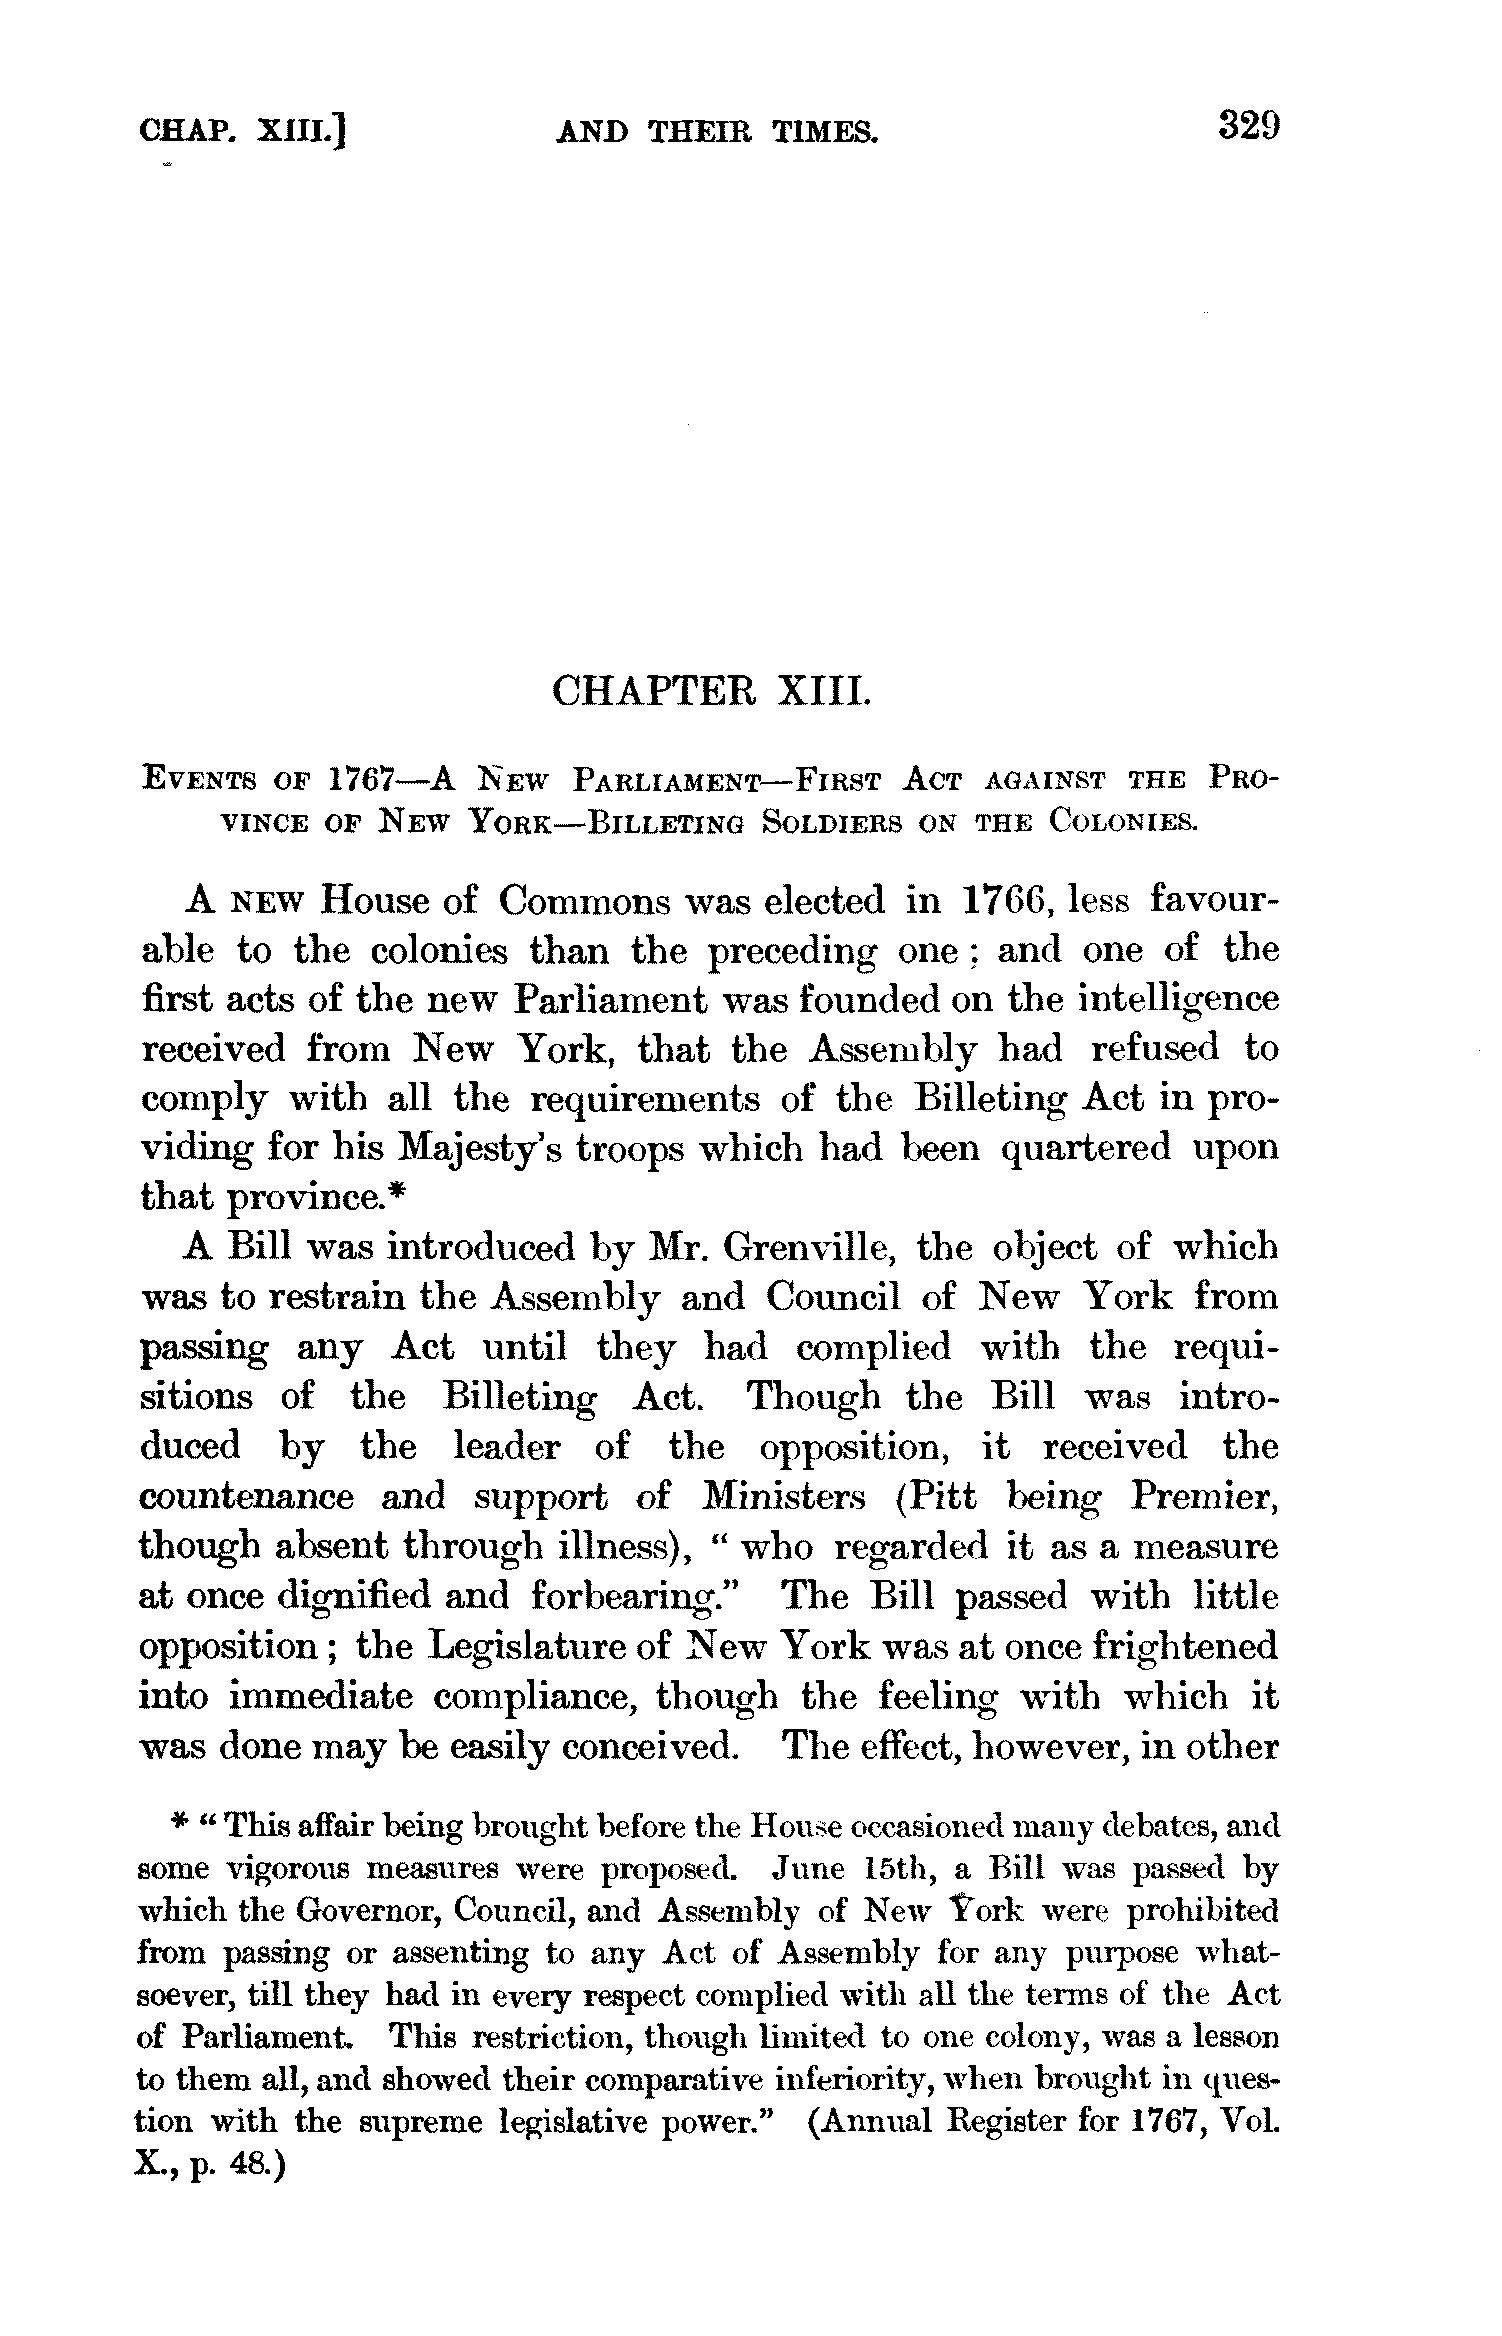 CHAP. XIII.] AND THEIR TIMES. 329
CHAPTER XIII.
EVENTS OF 1767—A NEW PARLIAMENT—FIRST ACT AGAINST THE PRO-
VINCE OF NEW YORK—BILLETING SOLDIERS ON THE COLONIES.
A NEW House of Commons was elected in 1766, less favour-
able to the colonies than the preceding one; and one of the
first acts of the new Parliament was founded on the intelligence
received from New York, that the Assembly had refused to
comply with all the requirements of the Billeting Act in pro-
viding for his Majesty's troops which had been quartered upon
that province.*
A Bill was introduced by Mr. Grenville, the object of which
was to restrain the Assembly and Council of New York from
passing any Act until they had complied with the requi-
sitions of the Billeting Act. Though the Bill was intro-
duced by the leader of the opposition, it received the
countenance and support of Ministers (Pitt being Premier,
though absent through illness), "who regarded it as a measure
at once dignified and forbearing." The Bill passed with little
opposition; the Legislature of New York was at once frightened
into immediate compliance, though the feeling with which it
was done may be easily conceived. The effect, however, in other
* "This affair being brought before the House occasioned many debates, and
some vigorous measures were proposed. June 15th, a Bill was passed by
which the Governor, Council, and Assembly of New York were prohibited
from passing or assenting to any Act of Assembly for any purpose what-
soever, till they had in every respect complied with all the terms of the Act
of Parliament. This restriction, though limited to one colony, was a lesson
to them all, and showed their comparative inferiority, when brought in ques-
tion with the supreme legislative power." (Annual Register for 1767, Vol.
X., p. 48.)